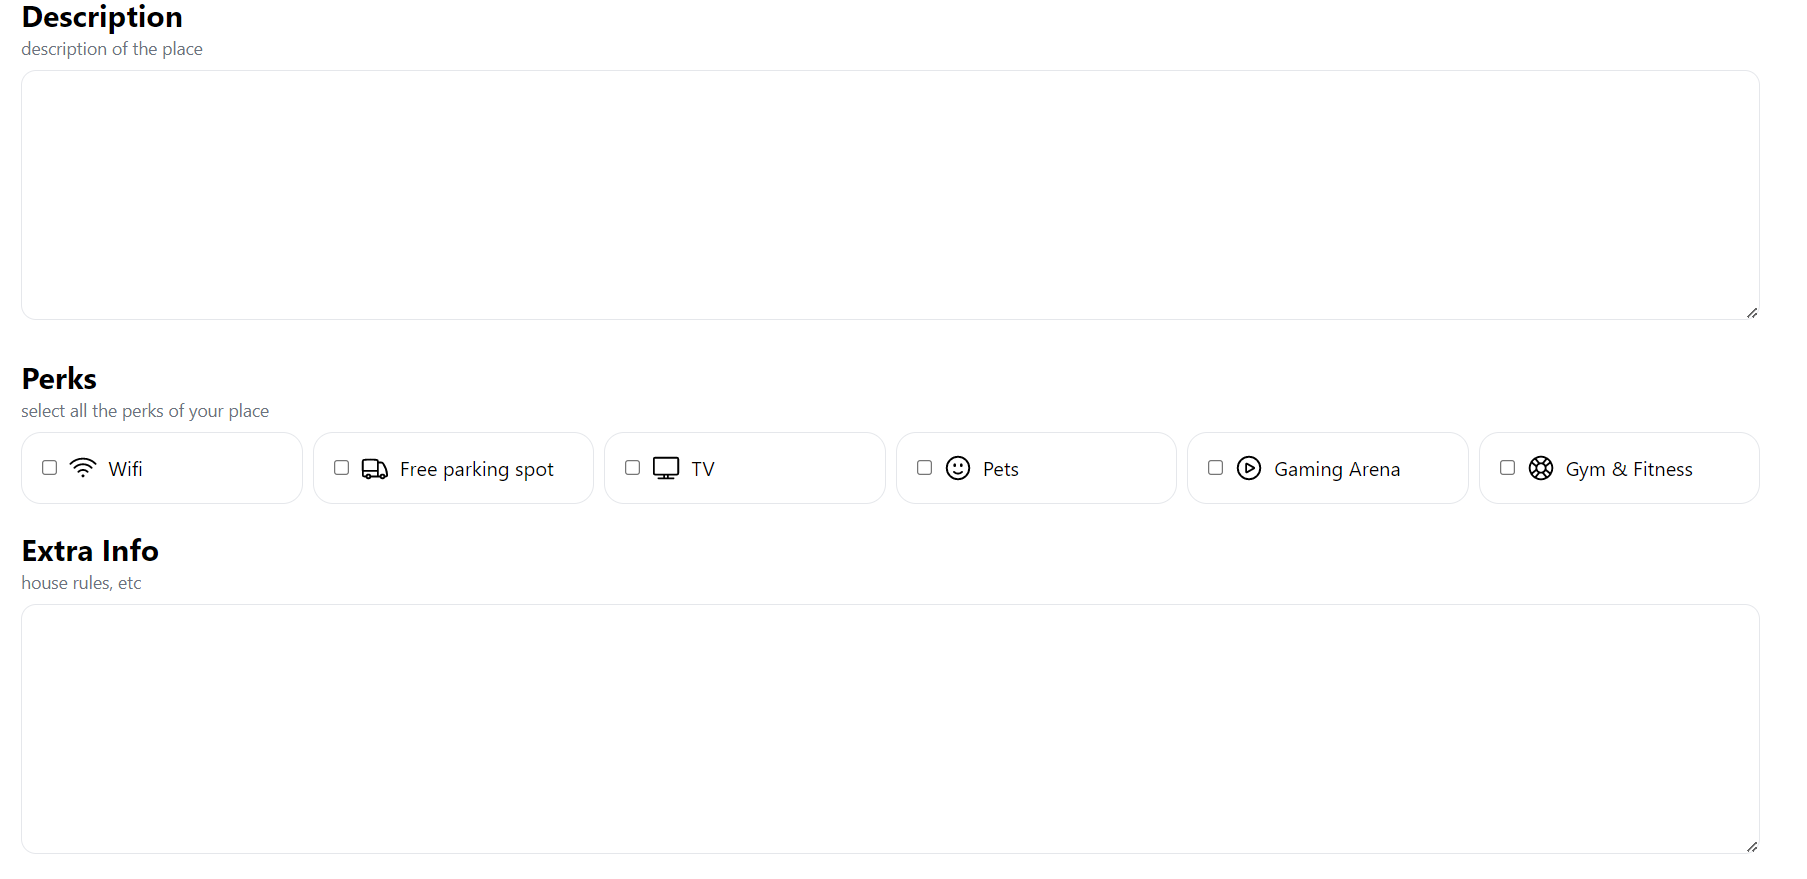 Description
description of the place
Perks
select all the perks of your place
Wifi
Free parking spot
TV
Pets
Gaming Arena
Gym & Fitness
Extra Info
house rules, etc